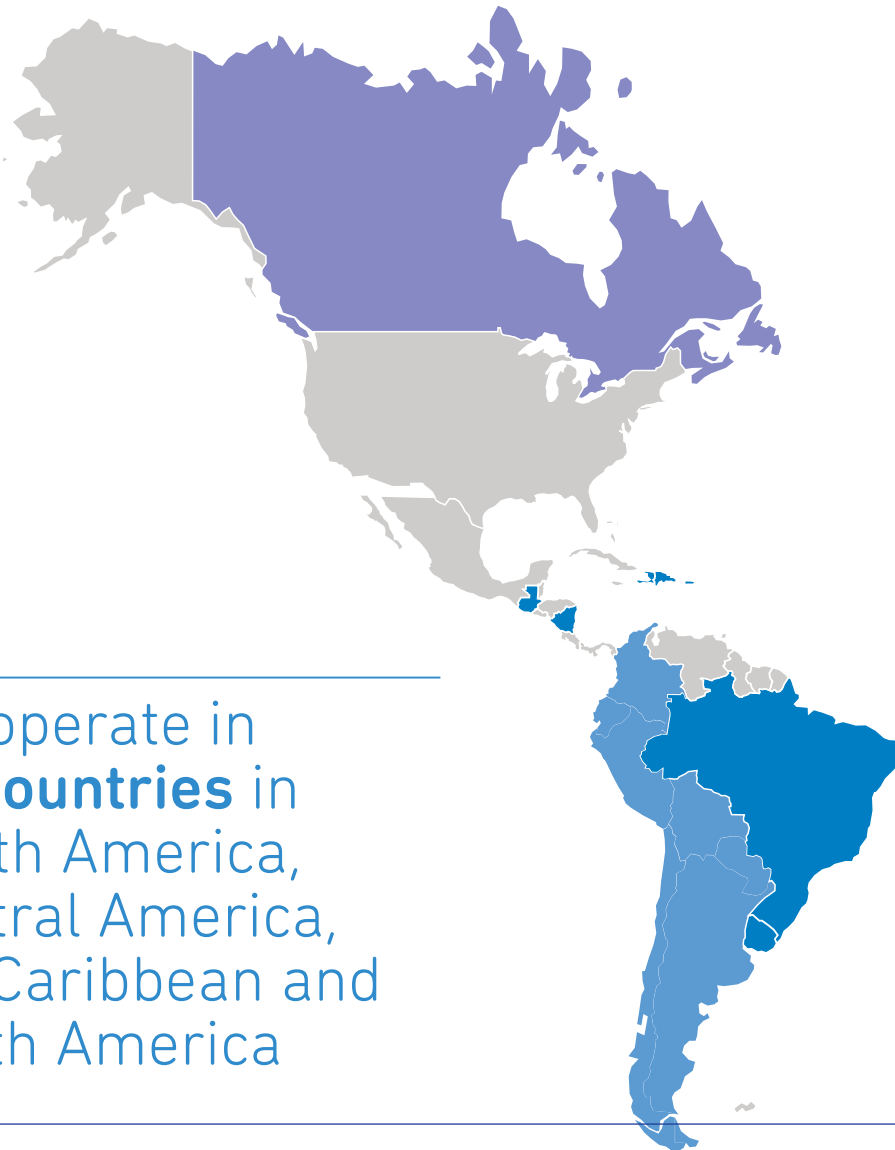 operate in
ountries in
th America,
tral America,
Caribbean and
th America